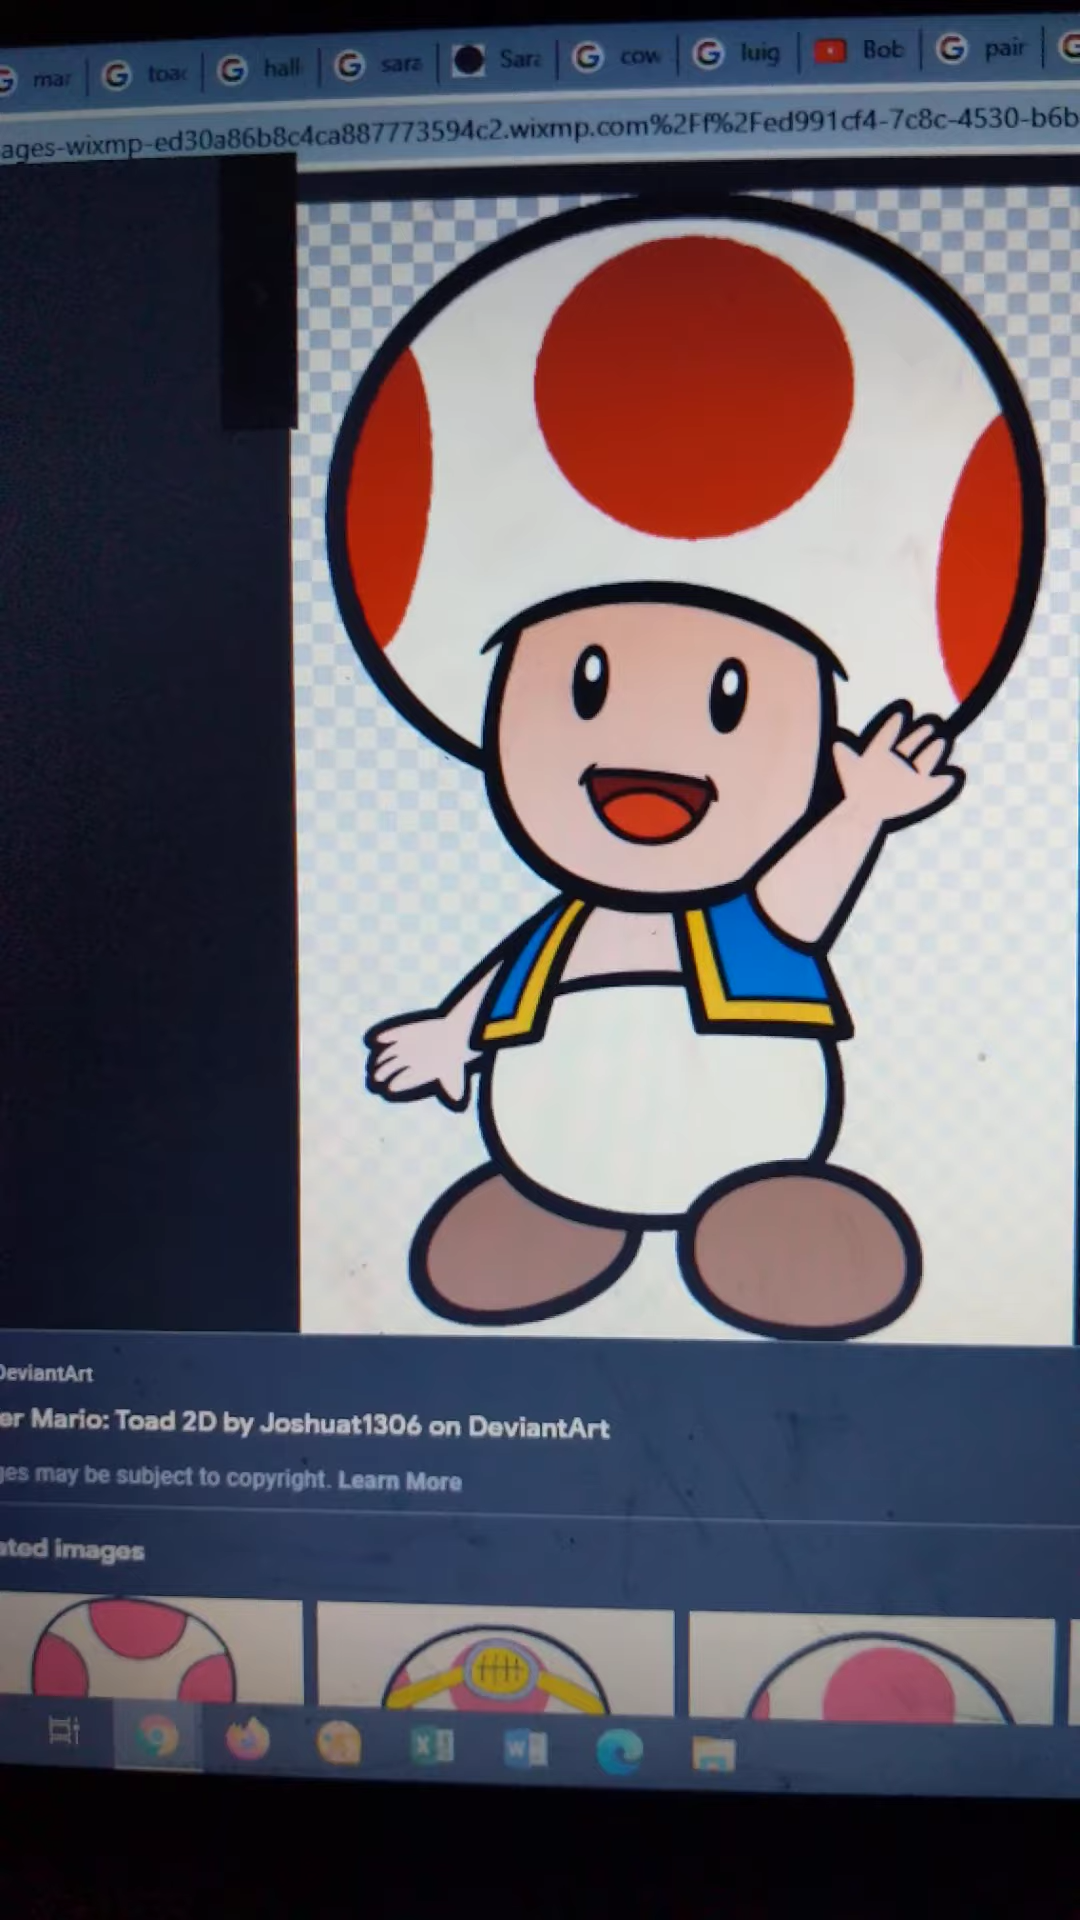 mar toad hall sara Sara cow luig Bob pair
ages-wixmp-ed30a86b8c4ca887773594c2.wixmp.com%2Ff%2Fed991cf4-7c8c-4530-b6b
DeviantArt
er Mario: Toad 2D by Joshuat1306 on DeviantArt
ges may be subject to copyright. Learn More
ated images